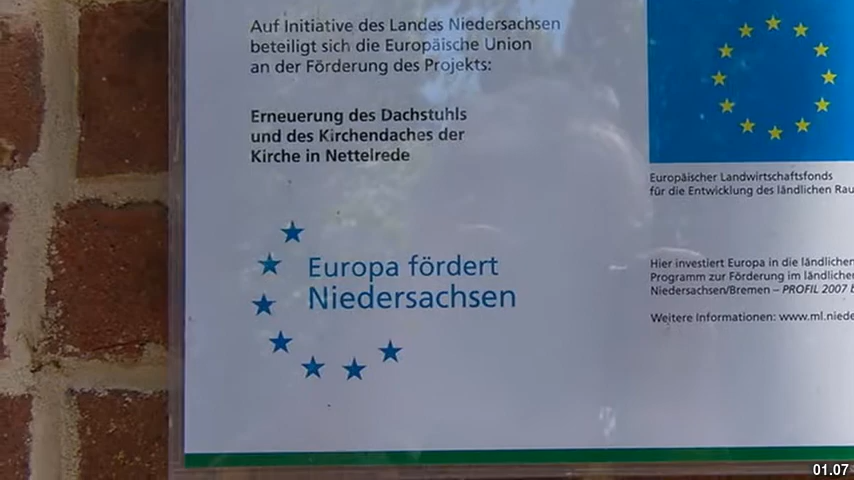 Auf Initiative des Landes Niedersachsen
beteiligt sich die Europäische Union
an der Förderung des Projekts:
Erneuerung des Dachstuhls
und des Kirchendaches der
Kirche in Nettelrede
Europa fördert
Niedersachsen
Europäischer Landwirtschaftsfonds
für die Entwicklung des ländlichen Rau
Hier investiert Europa in die ländlichen
Programm zur Förderung im ländlichen
Niedersachsen/Bremen – PROFIL 2007 b
Weitere Informationen: www.ml.niede
01.07